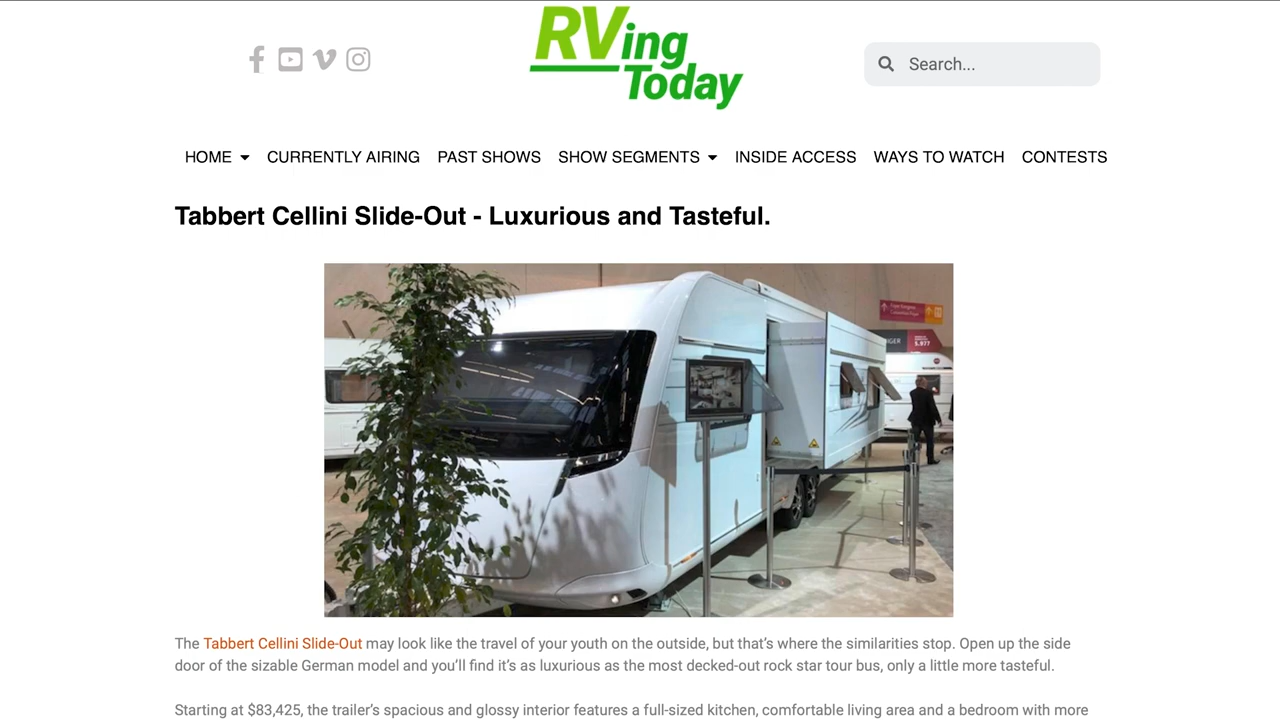 RVing
Today
Search...
HOME CURRENTLY AIRING PAST SHOWS SHOW SEGMENTS INSIDE ACCESS WAYS TO WATCH CONTESTS
Tabbert Cellini Slide-Out - Luxurious and Tasteful.
5.977
The Tabbert Cellini Slide-Out may look like the travel of your youth on the outside, but that’s where the similarities stop. Open up the side
door of the sizable German model and you’ll find it’s as luxurious as the most decked-out rock star tour bus, only a little more tasteful.
Starting at $83,425, the trailer’s spacious and glossy interior features a full-sized kitchen, comfortable living area and a bedroom with more